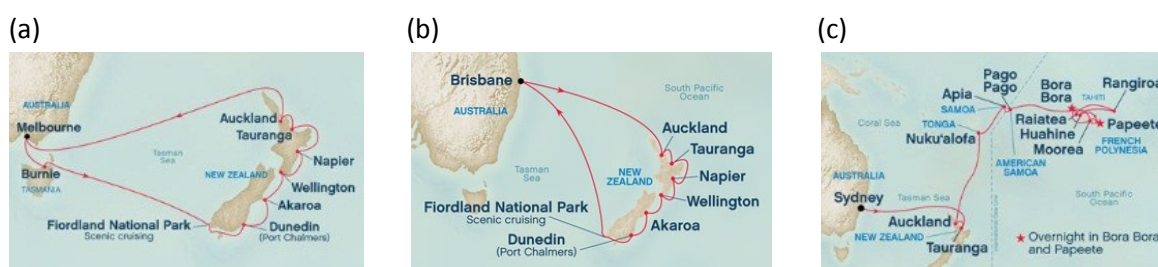 (a)
(b)
(c)
AUSTRALIA
Melbourne
Burnie
TASMANIA
Tasman
Sea
Auckland
Tauranga
Napier
NEW ZEALAND
Wellington
Akaroa
Fiordland National Park
Scenic cruising
Dunedin
(Port Chalmers)
Brisbane
AUSTRALIA
South Pacific
Ocean
Auckland
Tauranga
Tasman
Sea
NEW
ZEALAND
Napier
Wellington
Fiordland National Park
Scenic cruising
Akaroa
Dunedin
(Port Chalmers)
Pago
Pago
Apia
SAMOA
Bora
Bora
TAHITI
Rangiroa
Coral Sea
TONGA
Nuku'alofa
Raiatea
Huahine
Moorea
Papeete
FRENCH
POLYNESIA
AMERICAN
SAMOA
AUSTRALIA
Sydney
Tasman Sea
South Pacific
Ocean
Auckland
NEW ZEALAND
Tauranga
★ Overnight in Bora Bora
and Papeete